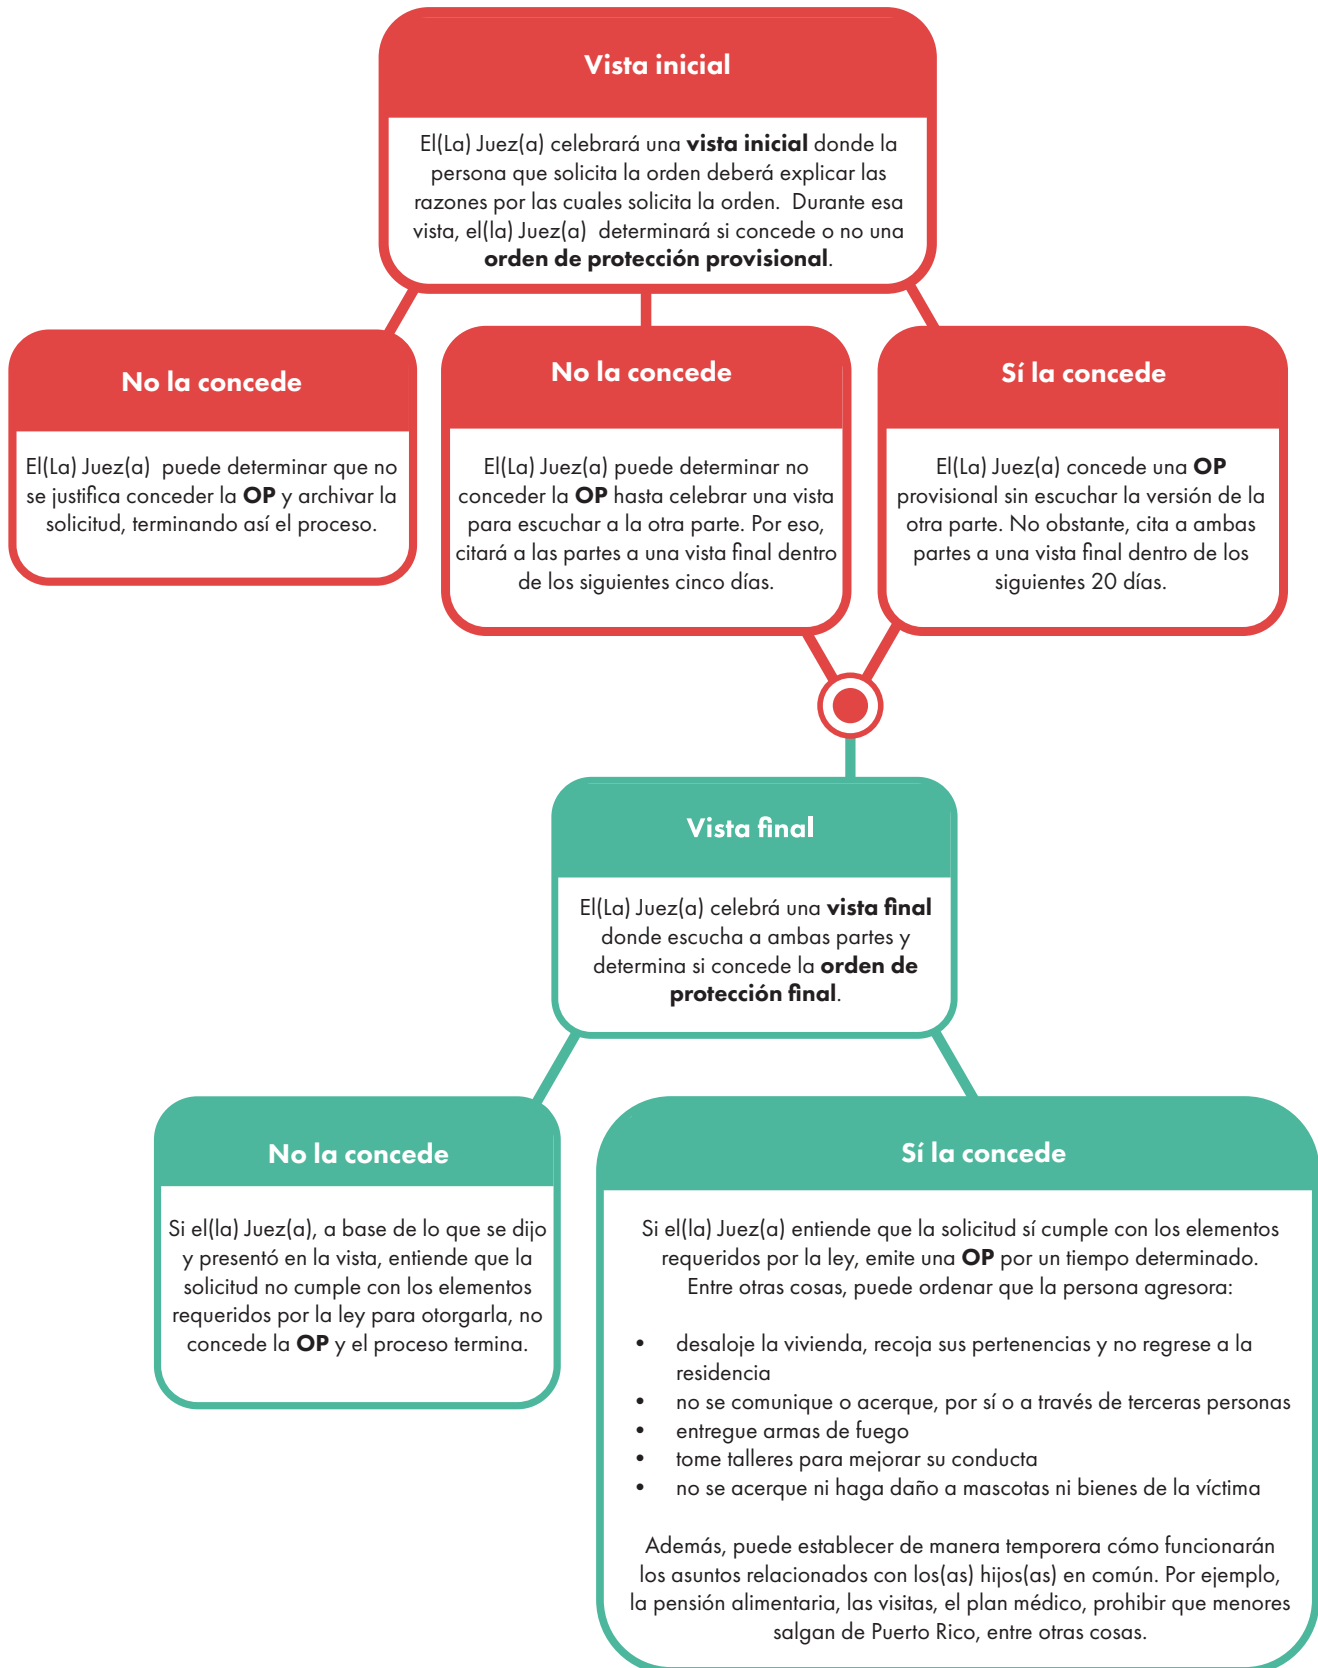 Vista inicial
El(La) Juez(a) celebrará una vista inicial donde la
persona que solicita la orden deberá explicar las
razones por las cuales solicita la orden. Durante esa
vista, el(la) Juez(a) determinará si concede o no una
orden de protección provisional.
No la concede
El(La) Juez(a) puede determinar que no
se justifica conceder la OP y archivar la
solicitud, terminando así el proceso.
No la concede
El(La) Juez(a) puede determinar no
conceder la OP hasta celebrar una vista
para escuchar a la otra parte. Por eso,
citará a las partes a una vista final dentro
de los siguientes cinco días.
Sí la concede
El(La) Juez(a) concede una OP
provisional sin escuchar la versión de la
otra parte. No obstante, cita a ambas
partes a una vista final dentro de los
siguientes 20 días.
Vista final
El(La) Juez(a) celebrá una vista final
donde escucha a ambas partes y
determina si concede la orden de
protección final.
No la concede
Si el(la) Juez(a), a base de lo que se dijo
y presentó en la vista, entiende que la
solicitud no cumple con los elementos
requeridos por la ley para otorgarla, no
concede la OP y el proceso termina.
Sí la concede
Si el(la) Juez(a) entiende que la solicitud sí cumple con los elementos
requeridos por la ley, emite una OP por un tiempo determinado.
Entre otras cosas, puede ordenar que la persona agresora:
• desaloje la vivienda, recoja sus pertenencias y no regrese a la
residencia
• no se comunique o acerque, por sí o a través de terceras personas
• entregue armas de fuego
• tome talleres para mejorar su conducta
• no se acerque ni haga daño a mascotas ni bienes de la víctima
Además, puede establecer de manera temporera cómo funcionarán
los asuntos relacionados con los(as) hijos(as) en común. Por ejemplo,
la pensión alimentaria, las visitas, el plan médico, prohibir que menores
salgan de Puerto Rico, entre otras cosas.